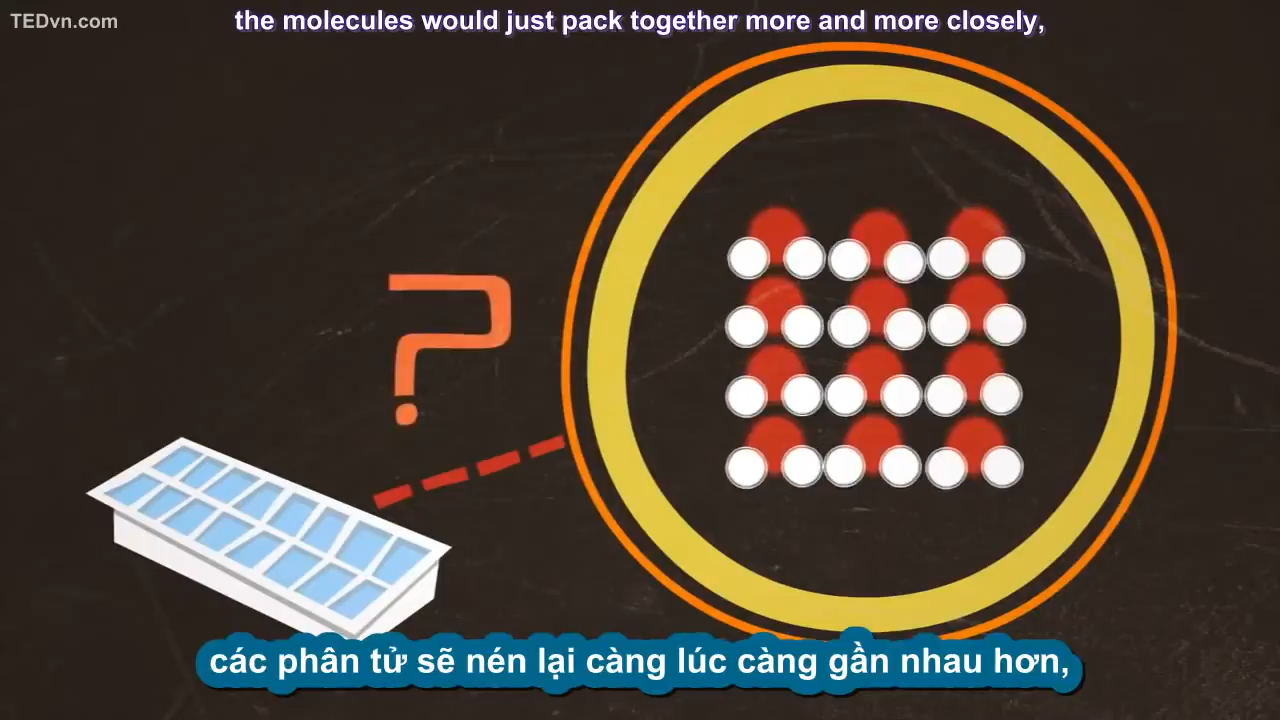 TEDvn.com
the molecules would just pack together more and more closely,
?
các phân tử sẽ nén lại càng lúc càng gần nhau hơn,